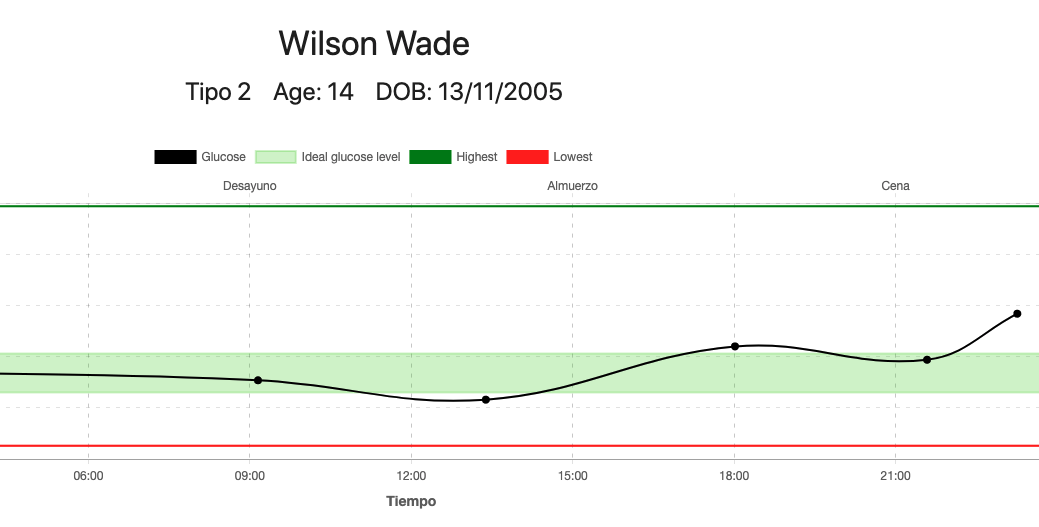 Wilson Wade
Tipo 2 Age: 14 DOB: 13/11/2005
Glucose Ideal glucose level Highest Lowest
Desayuno Almuerzo Cena
06:00 09:00 12:00 15:00 18:00 21:00
Tiempo